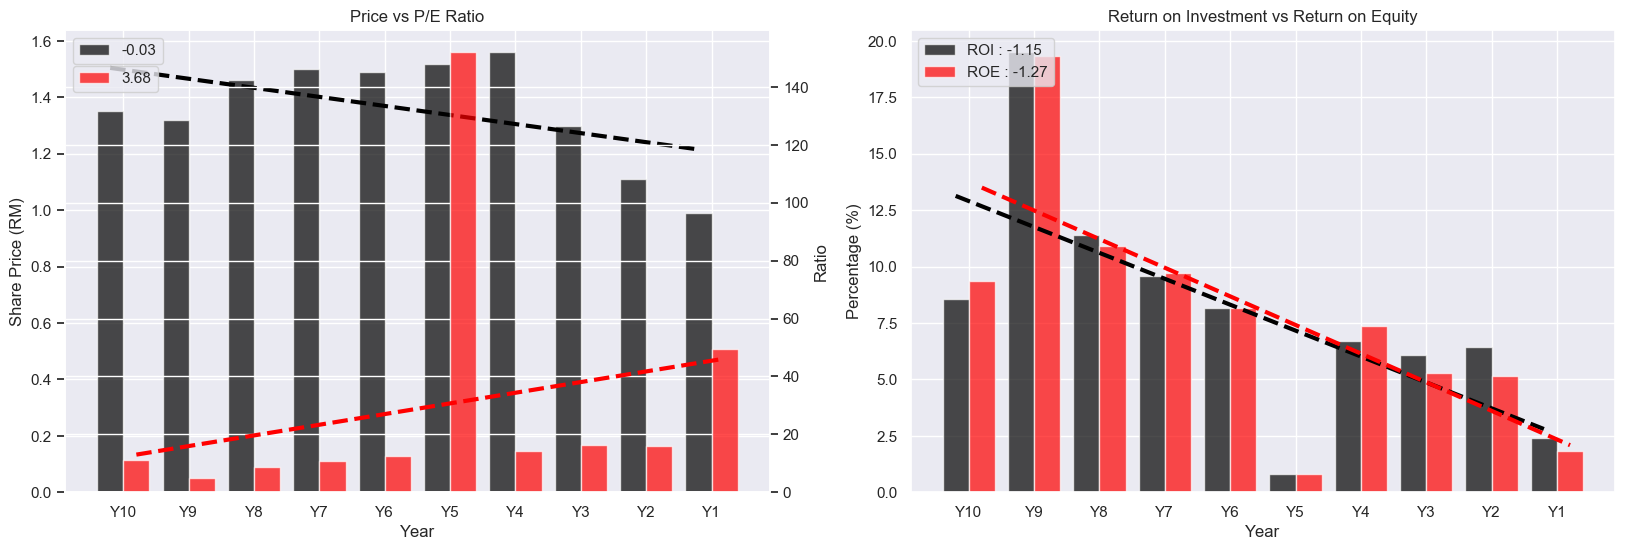 Price vs P/E Ratio
-0.03
3.68
Share Price (RM)
1.6
1.4
1.2
1.0
0.8
0.6
0.4
0.2
0.0
140
120
100
80
60
40
20
0
Ratio
Y10 Y9 Y8 Y7 Y6 Y5 Y4 Y3 Y2 Y1
Year
Return on Investment vs Return on Equity
ROI : -1.15
ROE : -1.27
Percentage (%)
20.0
17.5
15.0
12.5
10.0
7.5
5.0
2.5
0.0
Y10 Y9 Y8 Y7 Y6 Y5 Y4 Y3 Y2 Y1
Year